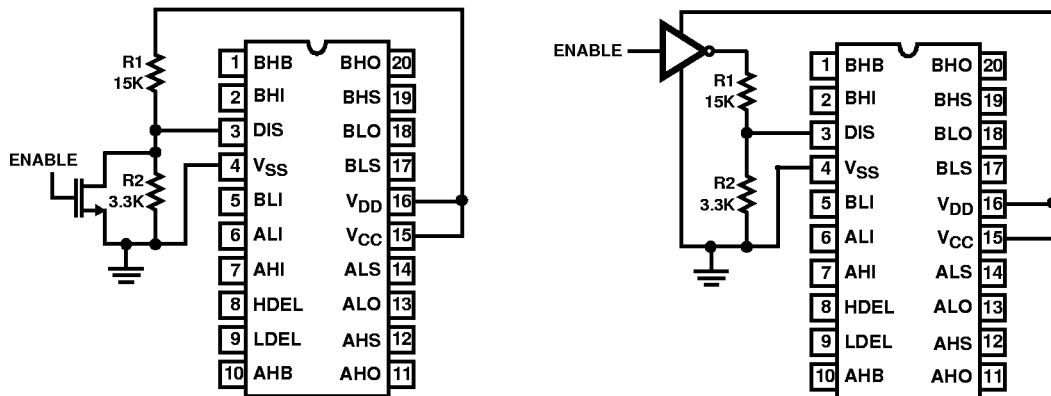 R1
15K
ENABLE
R2
3.3K
1 BHB BHO 20
2 BHI BHS 19
3 DIS BLO 18
4 VSS BLS 17
5 BLI VDD 16
6 ALI VCC 15
7 AHI ALS 14
8 HDEL ALO 13
9 LDEL AHS 12
10 AHB AHO 11
ENABLE
R1
15K
R2
3.3K
1 BHB BHO 20
2 BHI BHS 19
3 DIS BLO 18
4 VSS BLS 17
5 BLI VDD 16
6 ALI VCC 15
7 AHI ALS 14
8 HDEL ALO 13
9 LDEL AHS 12
10 AHB AHO 11